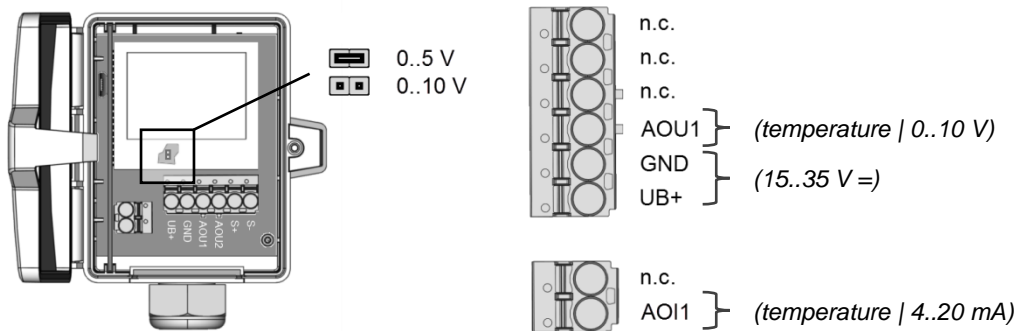 0..5 V
0..10 V
UB+
GND
AOU1
AOU2
S+
S-
n.c.
n.c.
n.c.
AOU1 (temperature | 0..10 V)
GND
(15..35 V =)
UB+
n.c.
AOI1 (temperature | 4..20 mA)